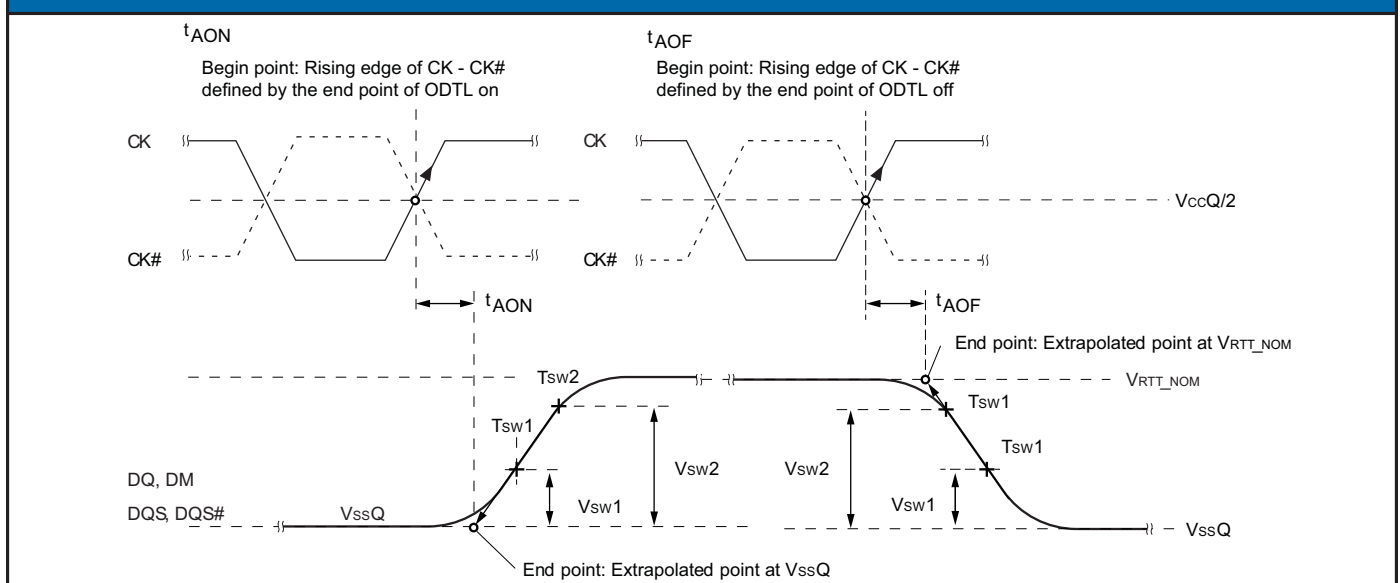 tAON
Begin point: Rising edge of CK - CK#
defined by the end point of ODTL on
tAOF
Begin point: Rising edge of CK - CK#
defined by the end point of ODTL off
CK
CK
VccQ/2
CK#
CK#
tAON
tAOF
End point: Extrapolated point at VRTT_NOM
VRTT_NOM
Tsw2
Tsw1
Tsw1
Tsw1
Vsw2
Vsw2
Vsw1
Vsw1
DQ, DM
DQS, DQS#
VssQ
VssQ
End point: Extrapolated point at VssQ